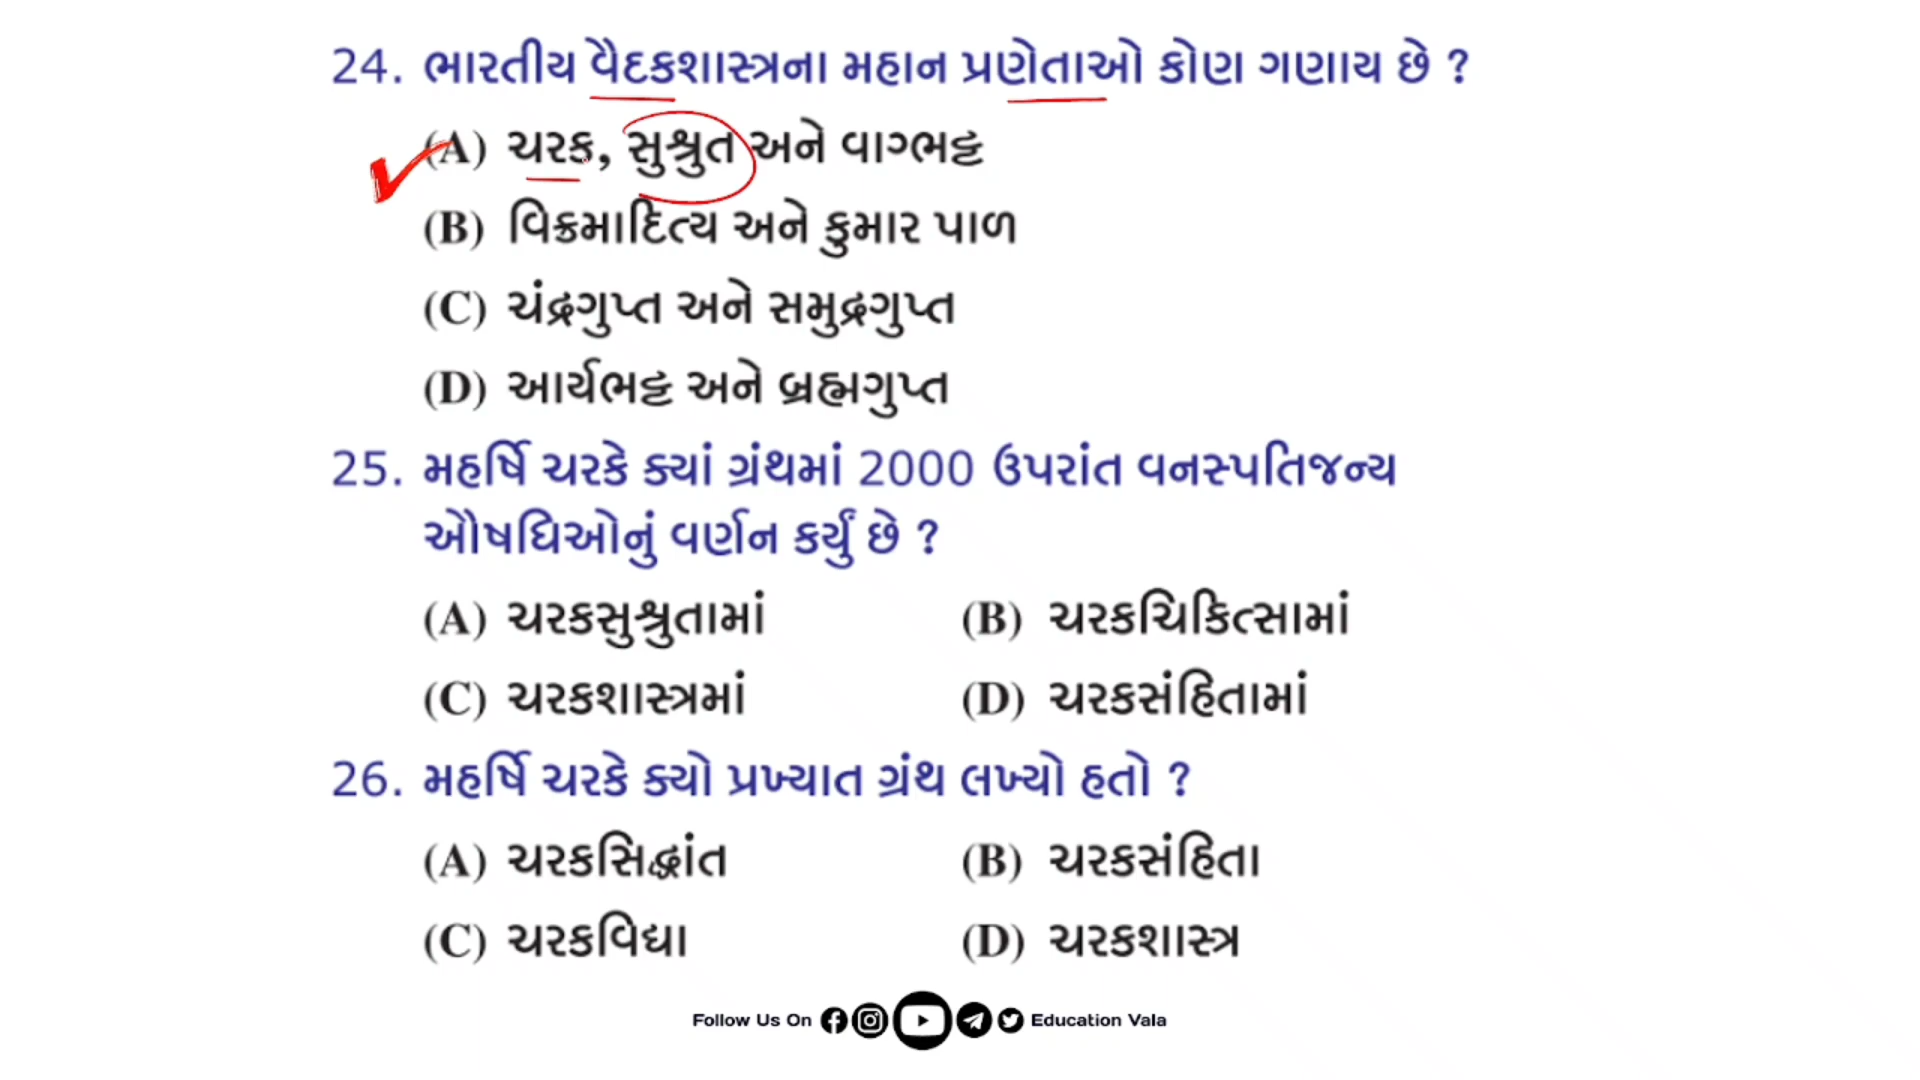 24. ભારતીય વૈદકશાસ્ત્રના મહાન પ્રણેતાઓ કોણ ગણાય છે ?
(A) ચરક, સુશ્રુત અને વાગ્ભટ્ટ
(B) વિક્રમાદિત્ય અને કુમાર પાળ
(C) ચંદ્રગુપ્ત અને સમુદ્રગુપ્ત
(D) આર્યભટ્ટ અને બ્રહ્મગુપ્ત
25. મહર્ષિ ચરકે ક્યાં ગ્રંથમાં 2000 ઉપરાંત વનસ્પતિજન્ય
ઔષધિઓનું વર્ણન કર્યું છે ?
(A) ચરકસુશ્રુતામાં (B) ચરકચિકિત્સામાં
(C) ચરકશાસ્ત્રમાં (D) ચરકસંહિતામાં
26. મહર્ષિ ચરકે ક્યો પ્રખ્યાત ગ્રંથ લખ્યો હતો ?
(A) ચરકસિદ્ધાંત (B) ચરકસંહિતા
(C) ચરકવિદ્યા (D) ચરકશાસ્ત્ર
Follow Us On Education Vala